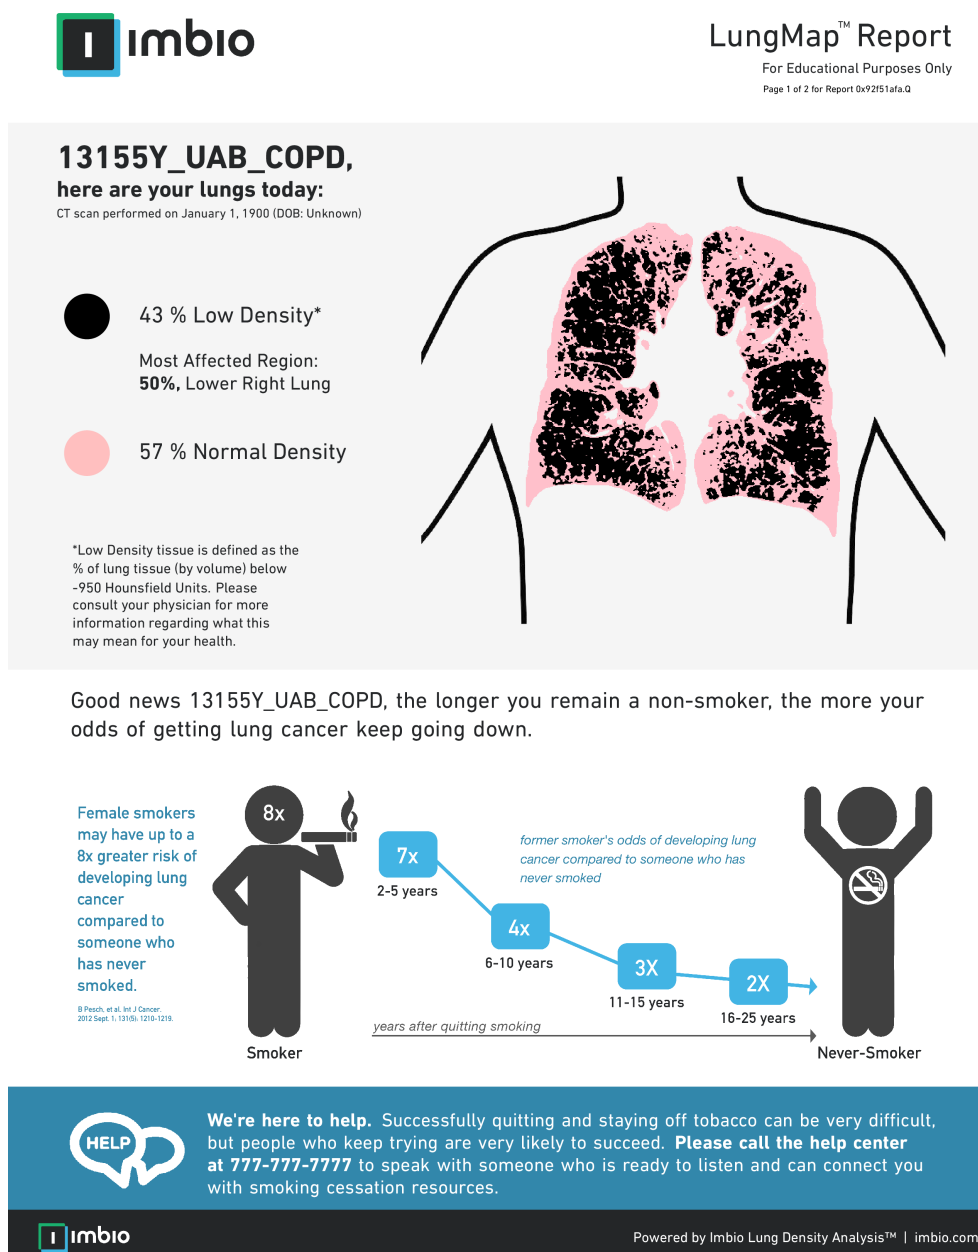 imbio
LungMap™ Report
For Educational Purposes Only
Page 1 of 2 for Report 0x92f51afa.Q
13155Y_UAB_COPD,
here are your lungs today:
CT scan performed on January 1, 1900 (DOB: Unknown)
43 % Low Density*
Most Affected Region:
50%, Lower Right Lung
57 % Normal Density
*Low Density tissue is defined as the
% of lung tissue (by volume) below
-950 Hounsfield Units. Please
consult your physician for more
information regarding what this
may mean for your health.
Good news 13155Y_UAB_COPD, the longer you remain a non-smoker, the more your
odds of getting lung cancer keep going down.
Female smokers
may have up to a
8x greater risk of
developing lung
cancer
compared to
someone who
has never
smoked.
B Pesch, et al. Int J Cancer.
2012 Sept. 1; 131(5): 1210-1219.
8x
Smoker
7x
2-5 years
former smoker's odds of developing lung
cancer compared to someone who has
never smoked
4x
6-10 years
3X
11-15 years
2X
16-25 years
years after quitting smoking
Never-Smoker
HELP
We're here to help. Successfully quitting and staying off tobacco can be very difficult,
but people who keep trying are very likely to succeed. Please call the help center
at 777-777-7777 to speak with someone who is ready to listen and can connect you
with smoking cessation resources.
imbio
Powered by Imbio Lung Density Analysis™ | imbio.com